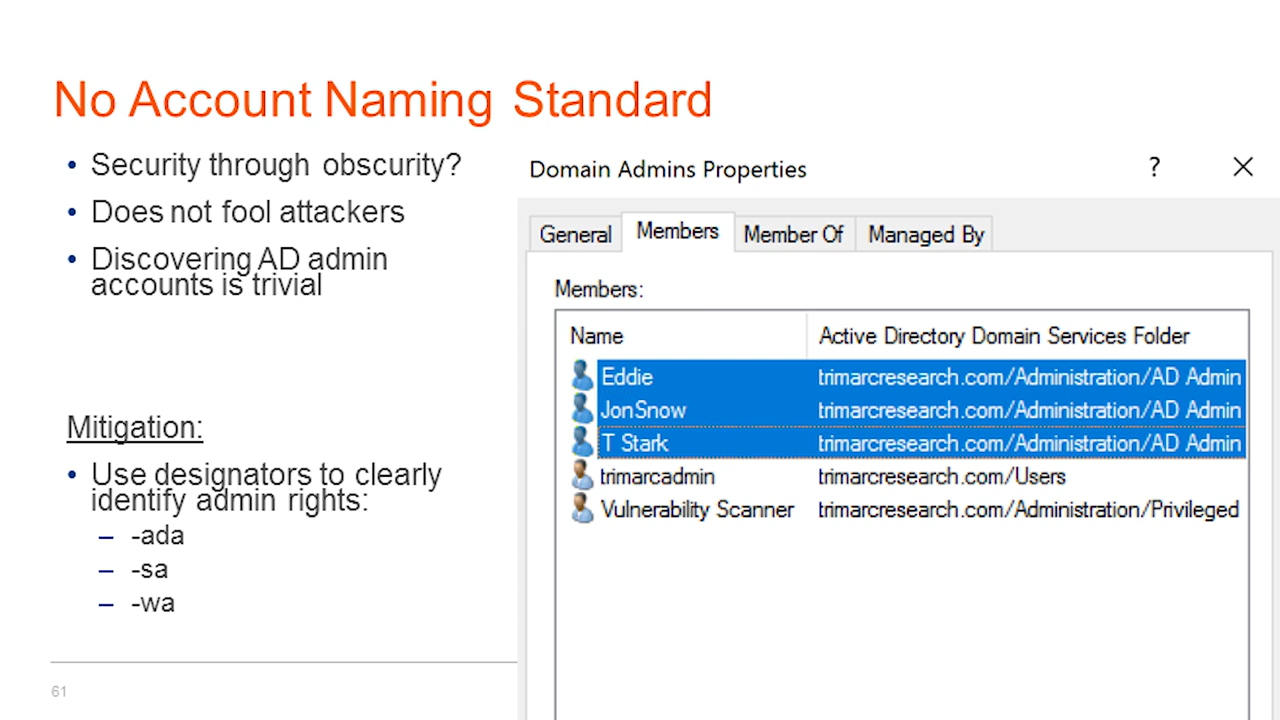 No Account Naming Standard
• Security through obscurity?
• Does not fool attackers
• Discovering AD admin
accounts is trivial
Mitigation:
• Use designators to clearly
identify admin rights:
– -ada
– -sa
– -wa
61
Domain Admins Properties ? ×
General Members Member Of Managed By
Members:
Name Active Directory Domain Services Folder
Eddie trimarcresearch.com/Administration/AD Admin
JonSnow trimarcresearch.com/Administration/AD Admin
T Stark trimarcresearch.com/Administration/AD Admin
trimarcadmin trimarcresearch.com/Users
Vulnerability Scanner trimarcresearch.com/Administration/Privileged